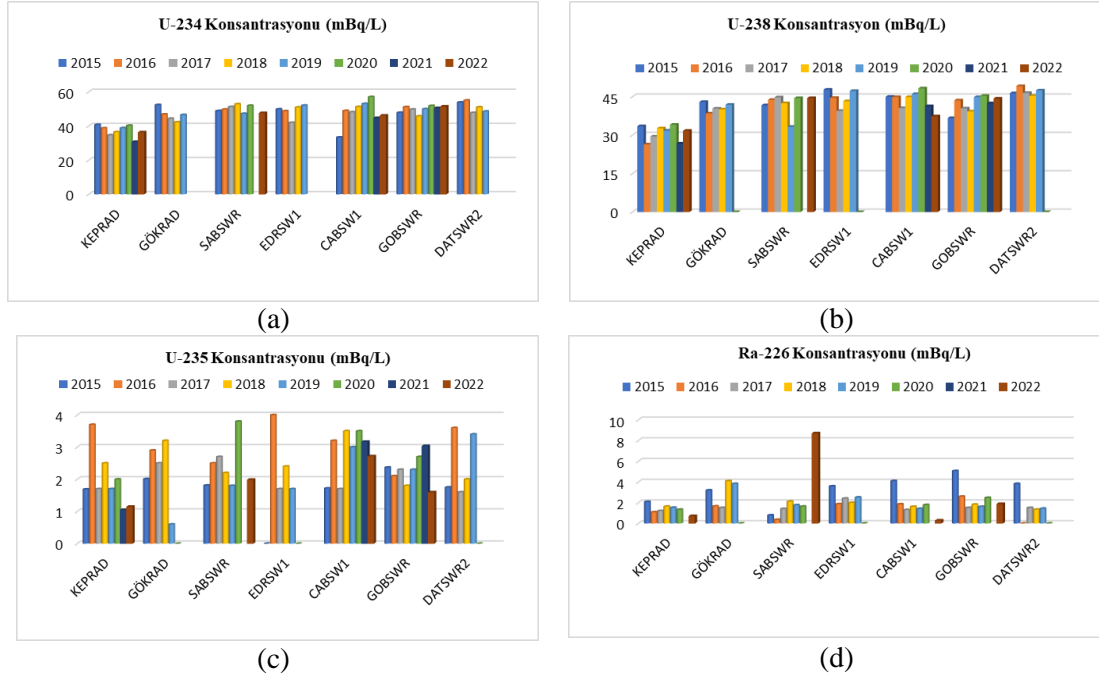 U-234 Konsantrasyonu (mBq/L)
2015 2016 2017 2018 2019 2020 2021 2022
60
40
20
0
KEPRAD GÖKRAD SABSWR EDRSW1 CABSW1 GOBSWR DATSWR2
(a)
U-238 Konsantrasyon (mBq/L)
2015 2016 2017 2018 2019 2020 2021 2022
45
30
15
0
KEPRAD GÖKRAD SABSWR EDRSW1 CABSW1 GOBSWR DATSWR2
(b)
U-235 Konsantrasyonu (mBq/L)
2015 2016 2017 2018 2019 2020 2021 2022
4
3
2
1
0
KEPRAD GÖKRAD SABSWR EDRSW1 CABSW1 GOBSWR DATSWR2
(c)
Ra-226 Konsantrasyonu (mBq/L)
2015 2016 2017 2018 2019 2020 2021 2022
10
8
6
4
2
0
KEPRAD GÖKRAD SABSWR EDRSW1 CABSW1 GOBSWR DATSWR2
(d)